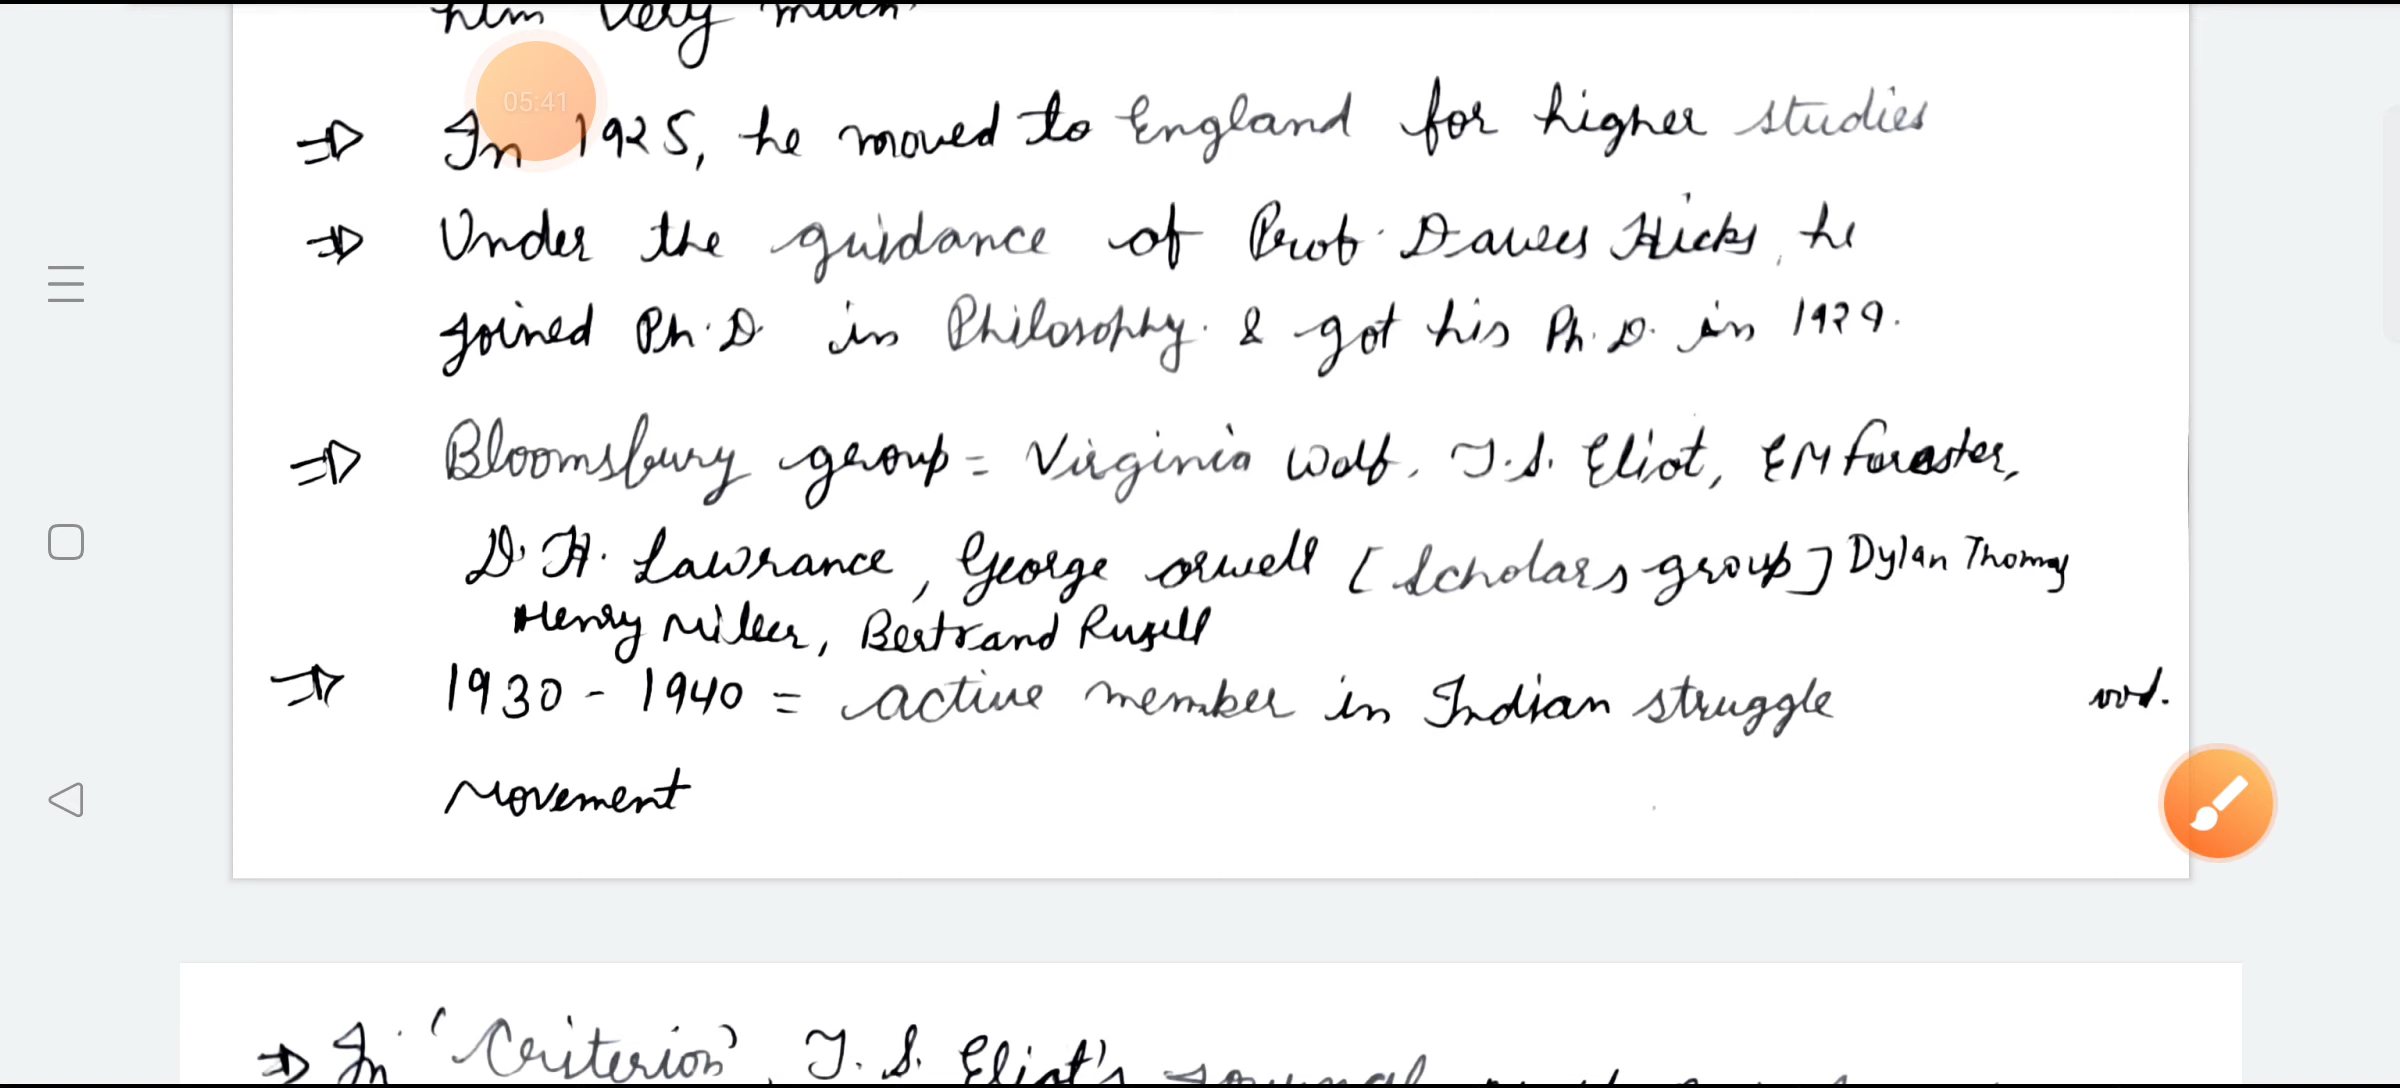 him very much.
05:41
⇒ In 1925, he moved to England for higher studies
⇒ Under the guidance of Prof. Dawes Hicks, he
joined Ph.D in Philosophy. & got his Ph.D. in 1929.
⇒ Bloomsbury group = Virginia Wolf, T.S. Eliot, EM Foraster,
D.H. Lawrance, George orwell [Scholars group] Dylan Thomas
Henry Miller, Bertrand Rusell
⇒ 1930 - 1940 = active member in Indian struggle
Movement
⇒ In 'Criterion', T.S. Eliot's journal